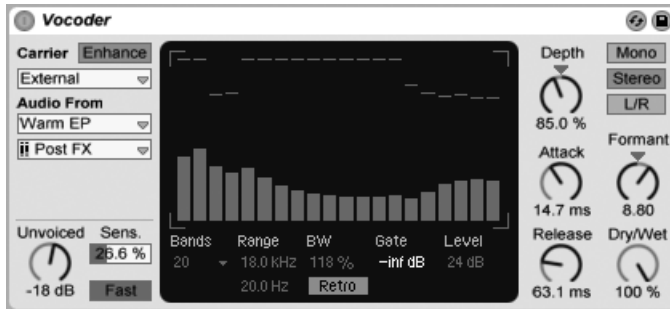 Vocoder
Carrier Enhance
External
Audio From
Warm EP
Post FX
Unvoiced Sens.
26.6 %
-18 dB Fast
Bands Range BW Gate Level
20 18.0 kHz 118 % -inf dB 24 dB
20.0 Hz Retro
Depth Mono
Stereo
L/R
85.0 %
Attack Formant
14.7 ms 8.80
Release Dry/Wet
63.1 ms 100 %